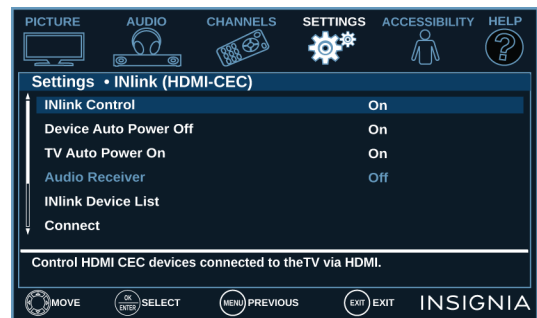 PICTURE AUDIO CHANNELS SETTINGS ACCESSIBILITY HELP
?
Settings • INlink (HDMI-CEC)
INlink Control On
Device Auto Power Off On
TV Auto Power On On
Audio Receiver Off
INlink Device List
Connect
Control HDMI CEC devices connected to theTV via HDMI.
MOVE OK ENTER SELECT MENU PREVIOUS EXIT EXIT INSIGNIA